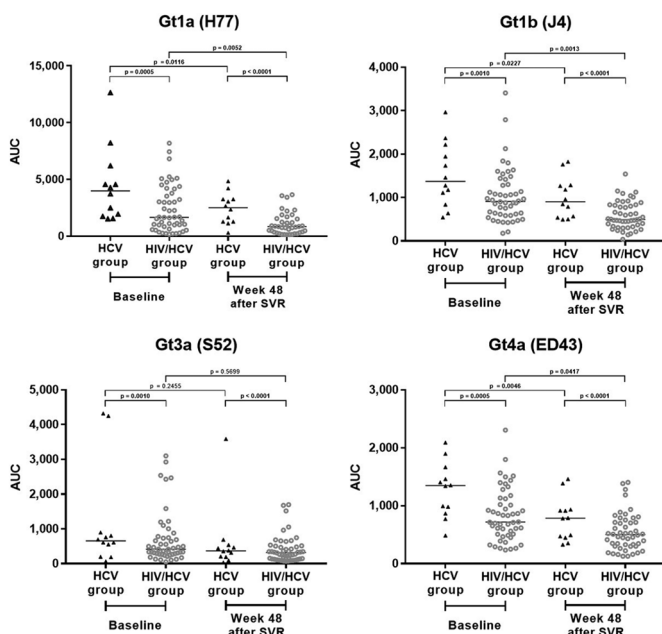 Gt1a (H77)
p = 0.0052
p = 0.0116
p = 0.0005
p < 0.0001
15,000
10,000
5,000
0
AUC
HCV group
HIV/HCV group
HCV group
HIV/HCV group
Baseline
Week 48 after SVR
Gt1b (J4)
p = 0.0013
p = 0.0227
p = 0.0010
p < 0.0001
4,000
3,000
2,000
1,000
0
AUC
HCV group
HIV/HCV group
HCV group
HIV/HCV group
Baseline
Week 48 after SVR
Gt3a (S52)
p = 0.5699
p = 0.2455
p = 0.0010
p < 0.0001
5,000
4,000
3,000
2,000
1,000
0
AUC
HCV group
HIV/HCV group
HCV group
HIV/HCV group
Baseline
Week 48 after SVR
Gt4a (ED43)
p = 0.0417
p = 0.0046
p = 0.0005
p < 0.0001
3,000
2,000
1,000
0
AUC
HCV group
HIV/HCV group
HCV group
HIV/HCV group
Baseline
Week 48 after SVR